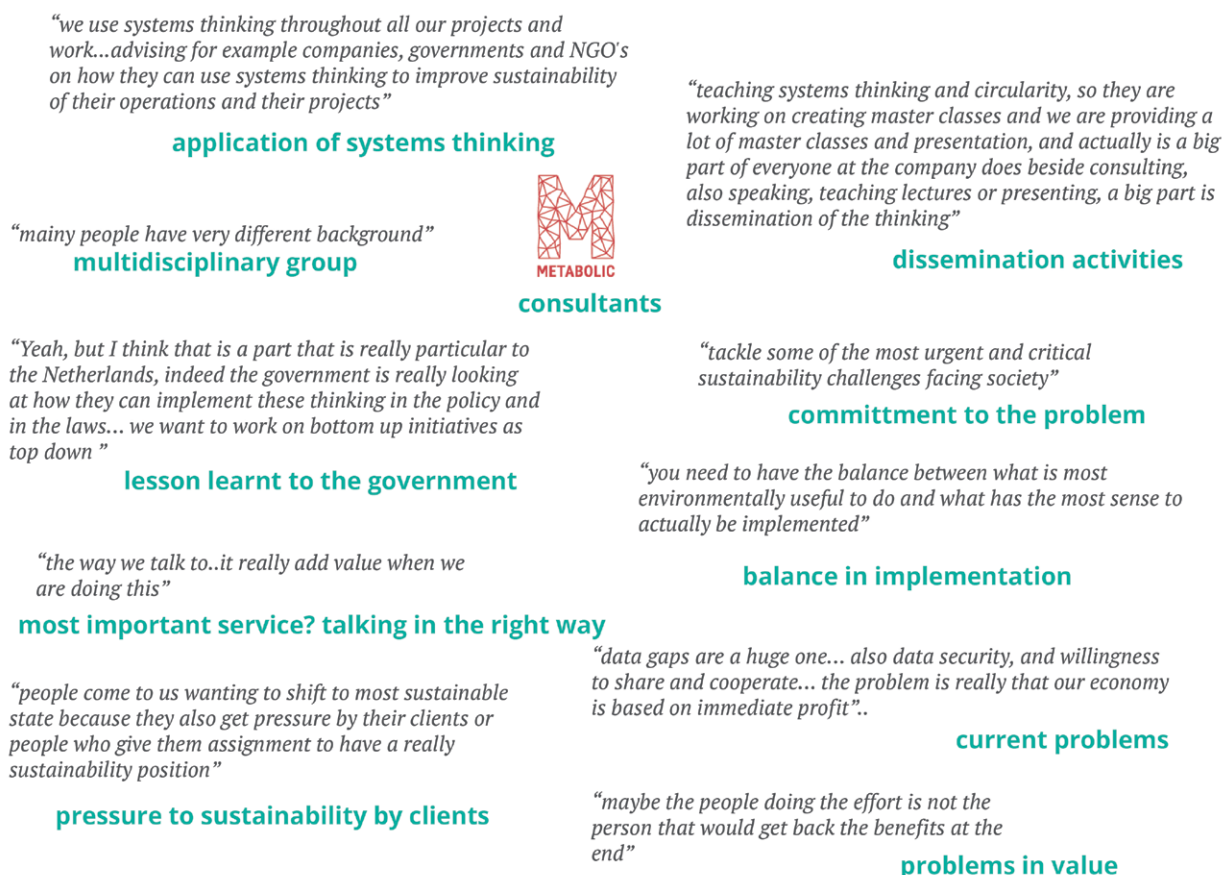 “we use systems thinking throughout all our projects and
work...advising for example companies, governments and NGO's
on how they can use systems thinking to improve sustainability
of their operations and their projects”
application of systems thinking
“teaching systems thinking and circularity, so they are
working on creating master classes and we are providing a
lot of master classes and presentation, and actually is a big
part of everyone at the company does beside consulting,
also speaking, teaching lectures or presenting, a big part is
dissemination of the thinking”
dissemination activities
“mainy people have very different background”
multidisciplinary group
METABOLIC
consultants
“Yeah, but I think that is a part that is really particular to
the Netherlands, indeed the government is really looking
at how they can implement these thinking in the policy and
in the laws... we want to work on bottom up initiatives as
top down ”
lesson learnt to the government
“tackle some of the most urgent and critical
sustainability challenges facing society”
committment to the problem
“you need to have the balance between what is most
environmentally useful to do and what has the most sense to
actually be implemented”
balance in implementation
“the way we talk to..it really add value when we
are doing this”
most important service? talking in the right way
“data gaps are a huge one... also data security, and willingness
to share and cooperate... the problem is really that our economy
is based on immediate profit”..
current problems
“people come to us wanting to shift to most sustainable
state because they also get pressure by their clients or
people who give them assignment to have a really
sustainability position”
pressure to sustainability by clients
“maybe the people doing the effort is not the
person that would get back the benefits at the
end”
problems in value